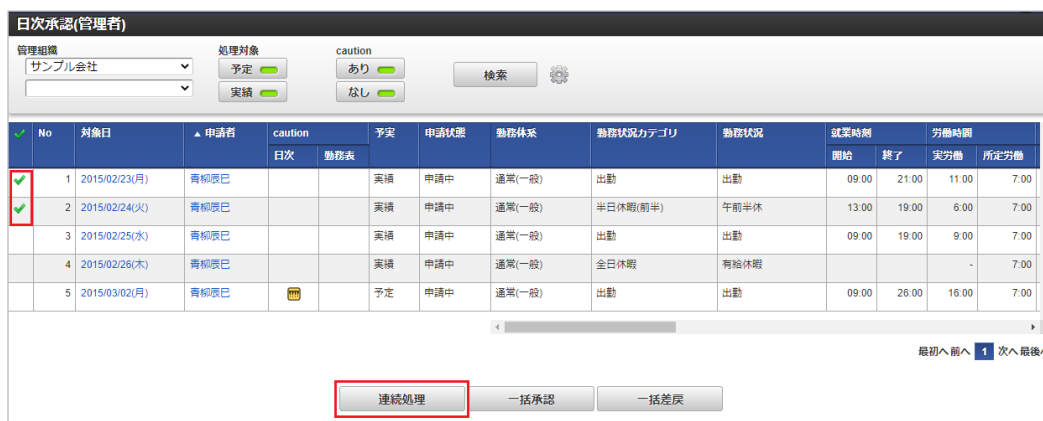 日次承認(管理者)
管理組織 処理対象 caution
サンプル会社 予定 あり 検索
実績 なし
No 対象日 ▲ 申請者 caution 予実 申請状態 勤務体系 勤務状況カテゴリ 勤務状況 就業時刻 労働時間
日次 勤務表 開始 終了 実労働 所定労働
1 2015/02/23(月) 青柳辰巳 実績 申請中 通常(一般) 出勤 出勤 09:00 21:00 11:00 7:00
2 2015/02/24(火) 青柳辰巳 実績 申請中 通常(一般) 半日休暇(前半) 午前半休 13:00 19:00 6:00 7:00
3 2015/02/25(水) 青柳辰巳 実績 申請中 通常(一般) 出勤 出勤 09:00 19:00 9:00 7:00
4 2015/02/26(木) 青柳辰巳 実績 申請中 通常(一般) 全日休暇 有給休暇 - 7:00
5 2015/03/02(月) 青柳辰巳 予定 申請中 通常(一般) 出勤 出勤 09:00 26:00 16:00 7:00
最初へ 前へ 1 次へ 最後へ
連続処理 一括承認 一括差戻